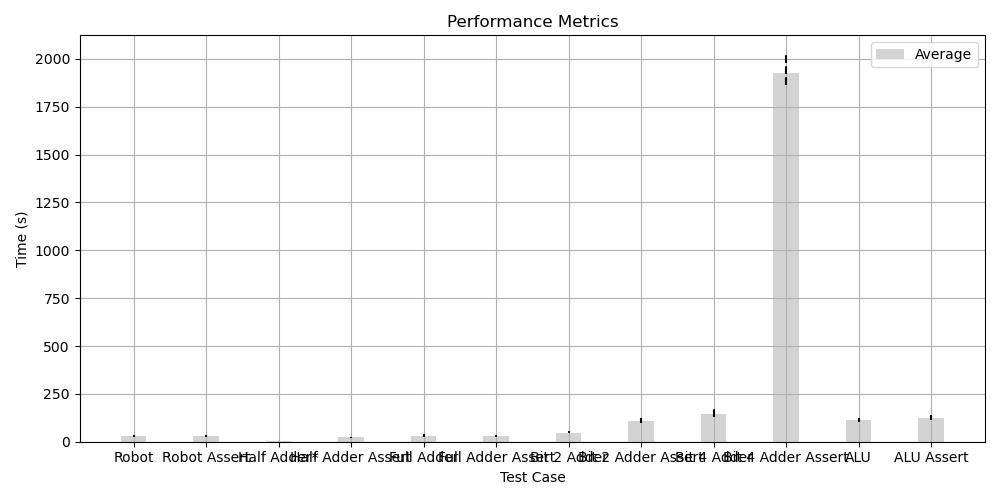 Performance Metrics
Average
Time (s)
2000
1750
1500
1250
1000
750
500
250
0
Robot
Robot Assert
Half Adder
Half Adder Assert
Full Adder
Full Adder Assert
Bit 2 Adder
Bit 2 Adder Assert
Bit 4 Adder
Bit 4 Adder Assert
ALU
ALU Assert
Test Case